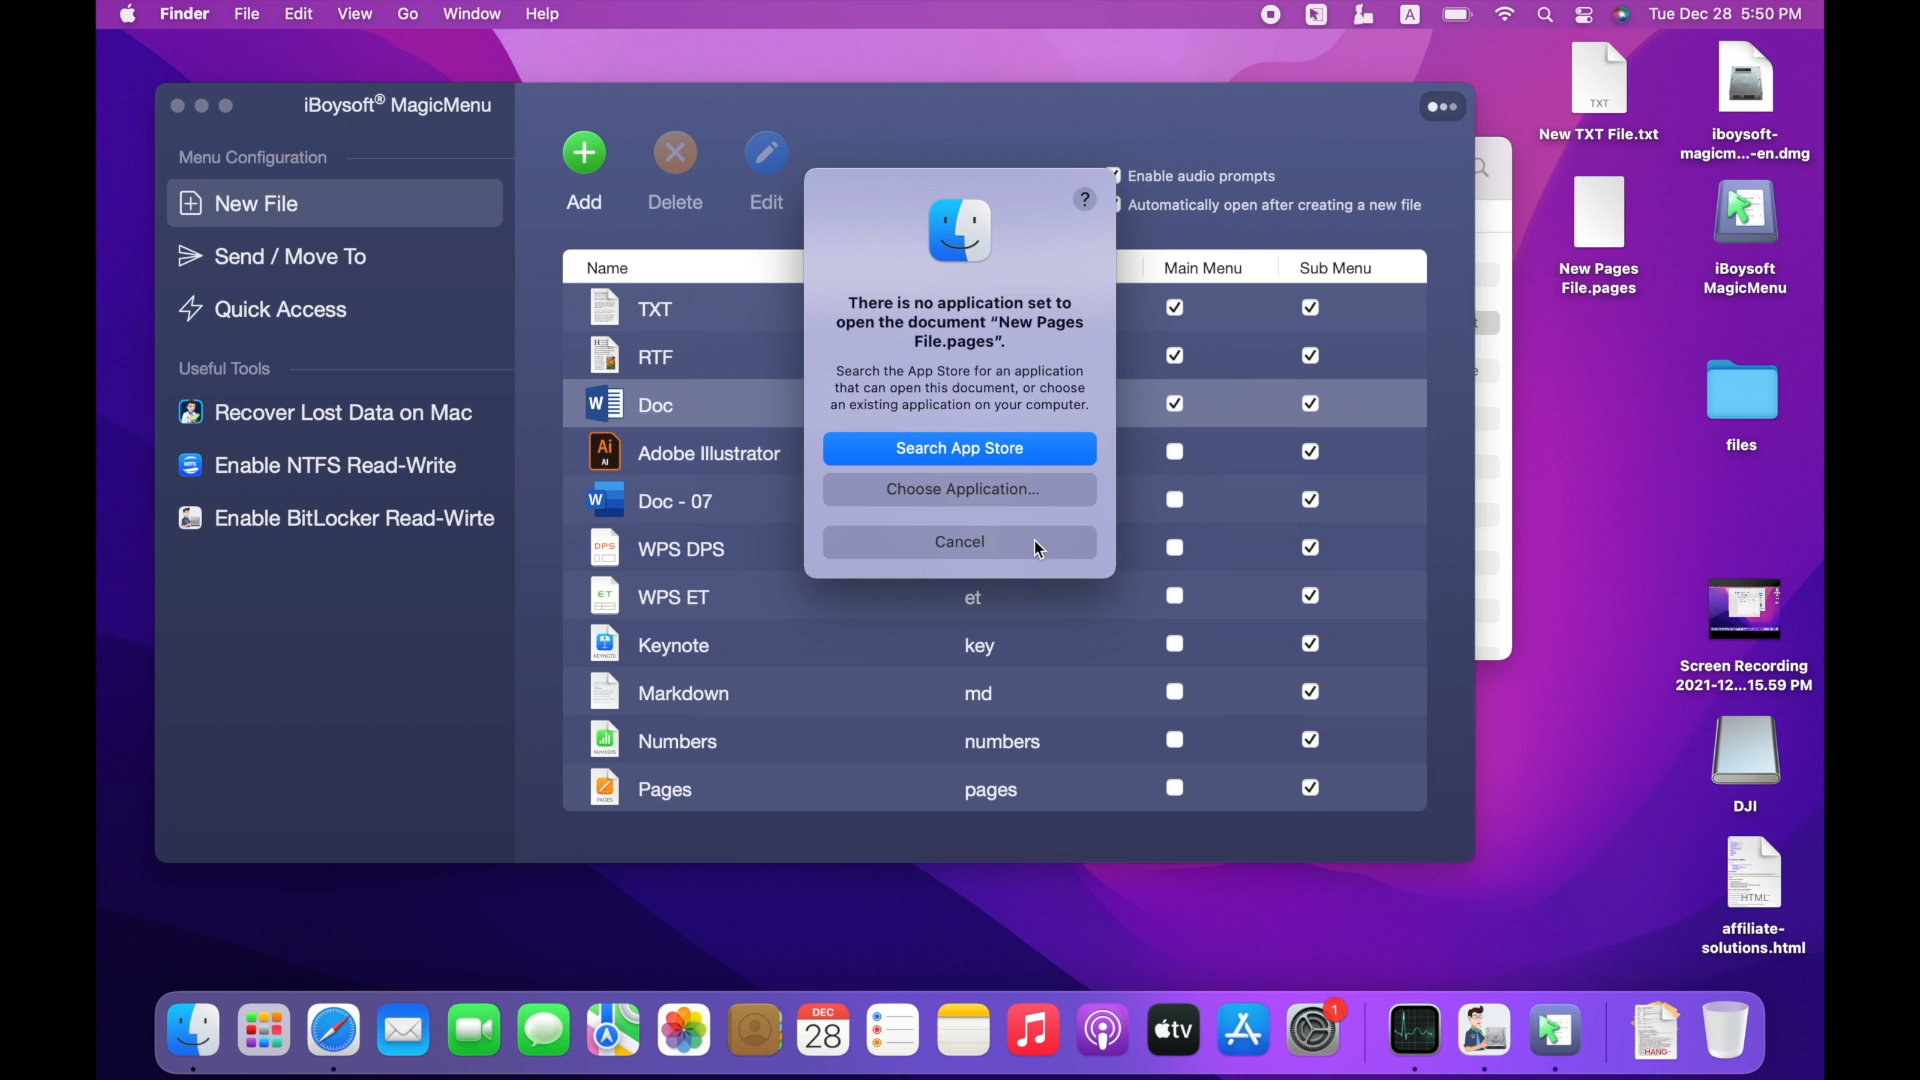 Finder File Edit View Go Window Help
A
Tue Dec 28 5:50 PM
iBoysoft® MagicMenu
Menu Configuration
New File
Send / Move To
Quick Access
Useful Tools
Recover Lost Data on Mac
Enable NTFS Read-Write
Enable BitLocker Read-Wirte
Add
Delete
Edit
Enable audio prompts
Automatically open after creating a new file
Name Main Menu Sub Menu
TXT
RTF
Doc
Adobe Illustrator
Doc - 07
WPS DPS
WPS ET et
Keynote key
Markdown md
Numbers numbers
Pages pages
?
There is no application set to
open the document “New Pages
File.pages”.
Search the App Store for an application
that can open this document, or choose
an existing application on your computer.
Search App Store
Choose Application...
Cancel
TXT
New TXT File.txt
iboysoft-
magicm...-en.dmg
New Pages
File.pages
iBoysoft
MagicMenu
files
Screen Recording
2021-12...15.59 PM
DJI
HTML
affiliate-
solutions.html
DEC
28
tv
1